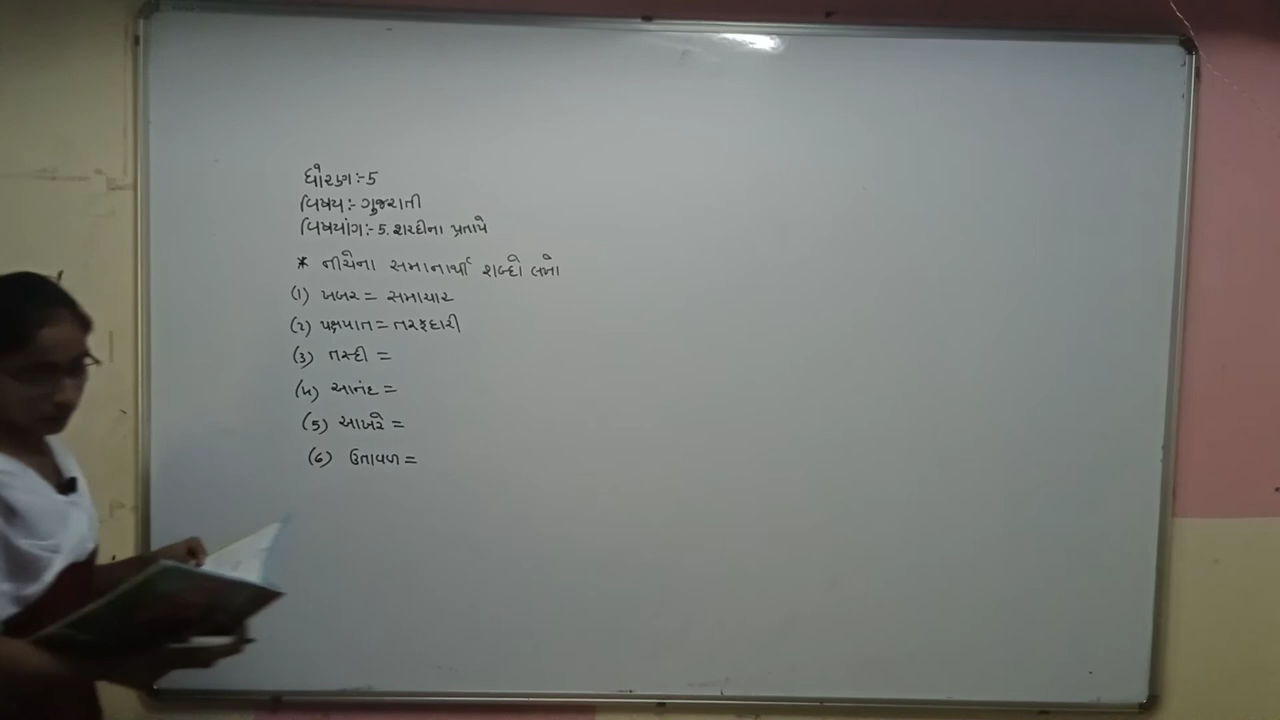 ધોરણ:-5
વિષય:- ગુજરાતી
વિષયાંગ:-5. શરદીના પ્રતાપે
* નીચેના સમાનાર્થી શબ્દો લખો
(1) ખબર = સમાચાર
(2) પક્ષપાત = તરફદારી
(3) તસ્દી =
(4) આનંદ =
(5) આખરે =
(6) ઉતાવળ =